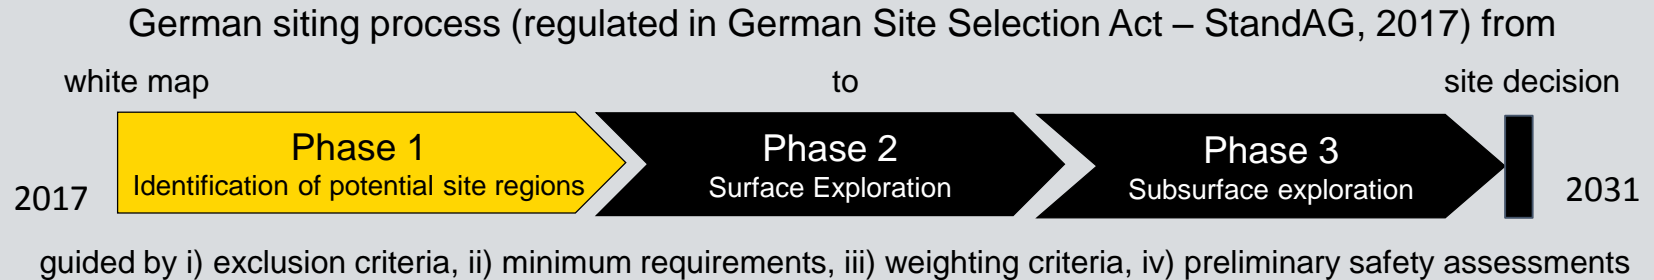 German siting process (regulated in German Site Selection Act – StandAG, 2017) from
white map to site decision
Phase 1 Phase 2 Phase 3
Identification of potential site regions Surface Exploration Subsurface exploration
2017 2031
guided by i) exclusion criteria, ii) minimum requirements, iii) weighting criteria, iv) preliminary safety assessments